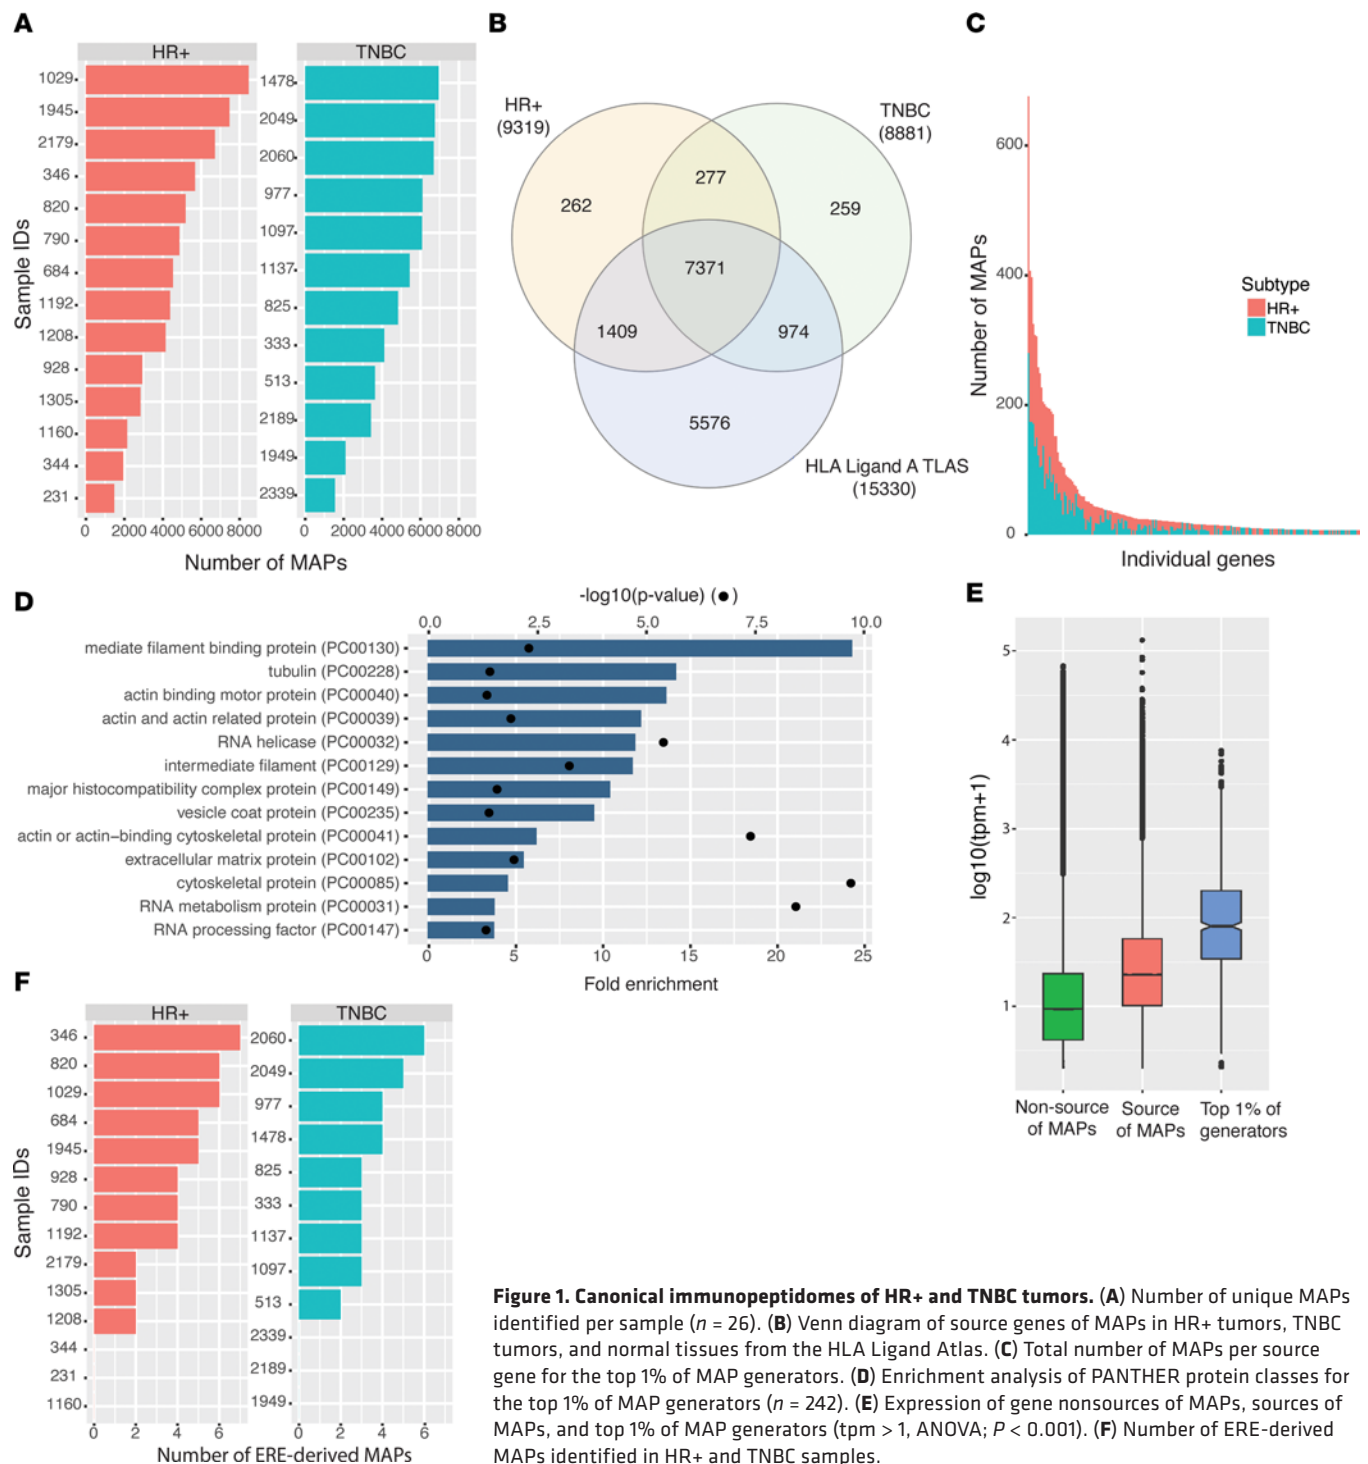 A
HR+
TNBC
Sample IDs
1029
1945
2179
346
820
790
684
1192
1208
928
1305
1160
344
231
1478
2049
2060
977
1097
1137
825
333
513
2189
1949
2339
0 2000 4000 6000 8000
0 2000 4000 6000 8000
Number of MAPs
B
HR+
(9319)
TNBC
(8881)
277
262
259
7371
1409
974
5576
HLA Ligand A TLAS
(15330)
C
Number of MAPs
600
400
200
0
Subtype
HR+
TNBC
Individual genes
D
-log10(p-value) (●)
0.0 2.5 5.0 7.5 10.0
mediate filament binding protein (PC00130)
tubulin (PC00228)
actin binding motor protein (PC00040)
actin and actin related protein (PC00039)
RNA helicase (PC00032)
intermediate filament (PC00129)
major histocompatibility complex protein (PC00149)
vesicle coat protein (PC00235)
actin or actin–binding cytoskeletal protein (PC00041)
extracellular matrix protein (PC00102)
cytoskeletal protein (PC00085)
RNA metabolism protein (PC00031)
RNA processing factor (PC00147)
0 5 10 15 20 25
Fold enrichment
E
log10(tpm+1)
5
4
3
2
1
Non-source
of MAPs
Source
of MAPs
Top 1% of
generators
F
HR+
TNBC
Sample IDs
346
820
1029
684
1945
928
790
1192
2179
1305
1208
344
231
1160
2060
2049
977
1478
825
333
1137
1097
513
2339
2189
1949
0 2 4 6
0 2 4 6
Number of ERE-derived MAPs
Figure 1. Canonical immunopeptidomes of HR+ and TNBC tumors. (A) Number of unique MAPs
identified per sample (n = 26). (B) Venn diagram of source genes of MAPs in HR+ tumors, TNBC
tumors, and normal tissues from the HLA Ligand Atlas. (C) Total number of MAPs per source
gene for the top 1% of MAP generators. (D) Enrichment analysis of PANTHER protein classes for
the top 1% of MAP generators (n = 242). (E) Expression of gene nonsources of MAPs, sources of
MAPs, and top 1% of MAP generators (tpm > 1, ANOVA; P < 0.001). (F) Number of ERE-derived
MAPs identified in HR+ and TNBC samples.